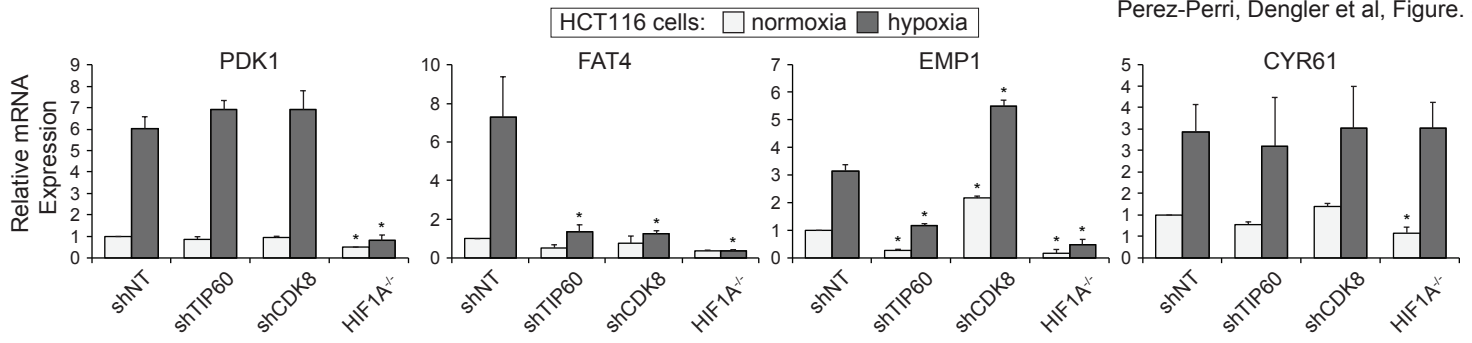 Perez-Perri, Dengler et al, Figure.
HCT116 cells: normoxia hypoxia
Relative mRNA
Expression
PDK1
9
8
7
6
5
4
3
2
1
0
* *
shNT shTIP60 shCDK8 HIF1A-/-
FAT4
10
8
6
4
2
0
* * *
shNT shTIP60 shCDK8 HIF1A-/-
EMP1
7
6
5
4
3
2
1
0
* * * * * *
shNT shTIP60 shCDK8 HIF1A-/-
CYR61
5
4
4
3
3
2
2
1
1
0
*
shNT shTIP60 shCDK8 HIF1A-/-